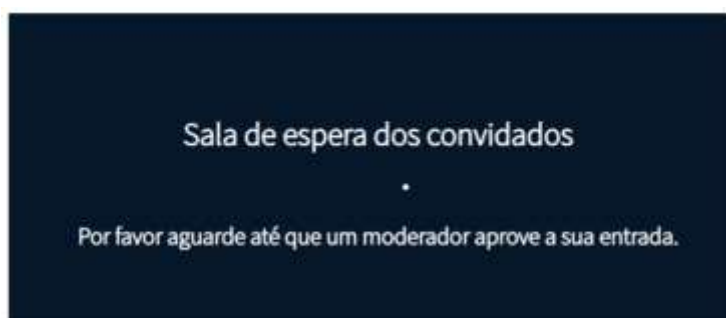 Sala de espera dos convidados
Por favor aguarde até que um moderador aprove a sua entrada.